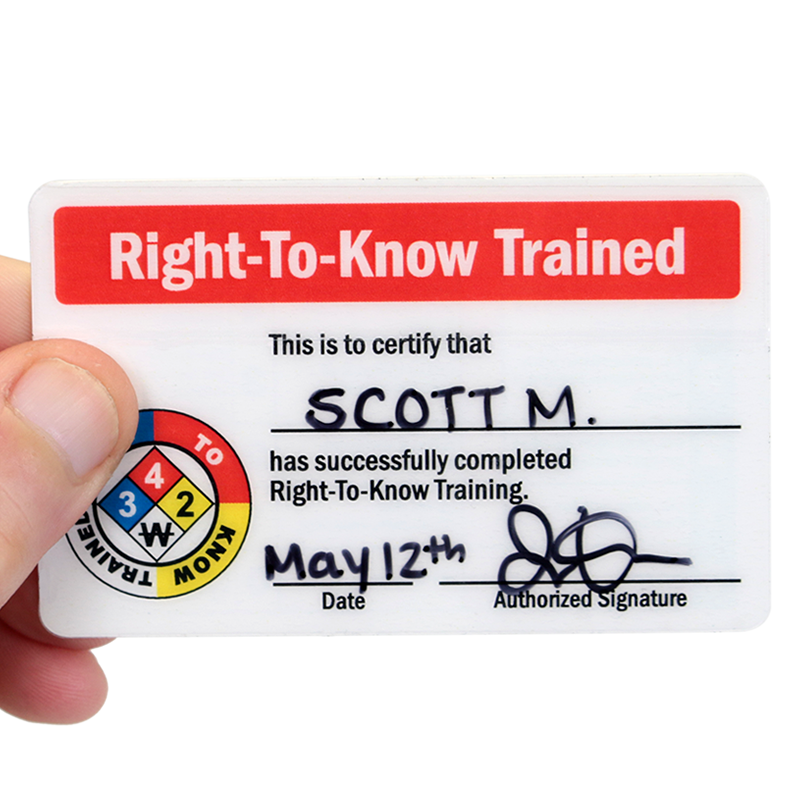 Right-To-Know Trained
This is to certify that
SCOTT M.
has successfully completed
Right-To-Know Training.
TO
KNOW
TRAINED
4
3 2
W
May 12th
Date
Authorized Signature